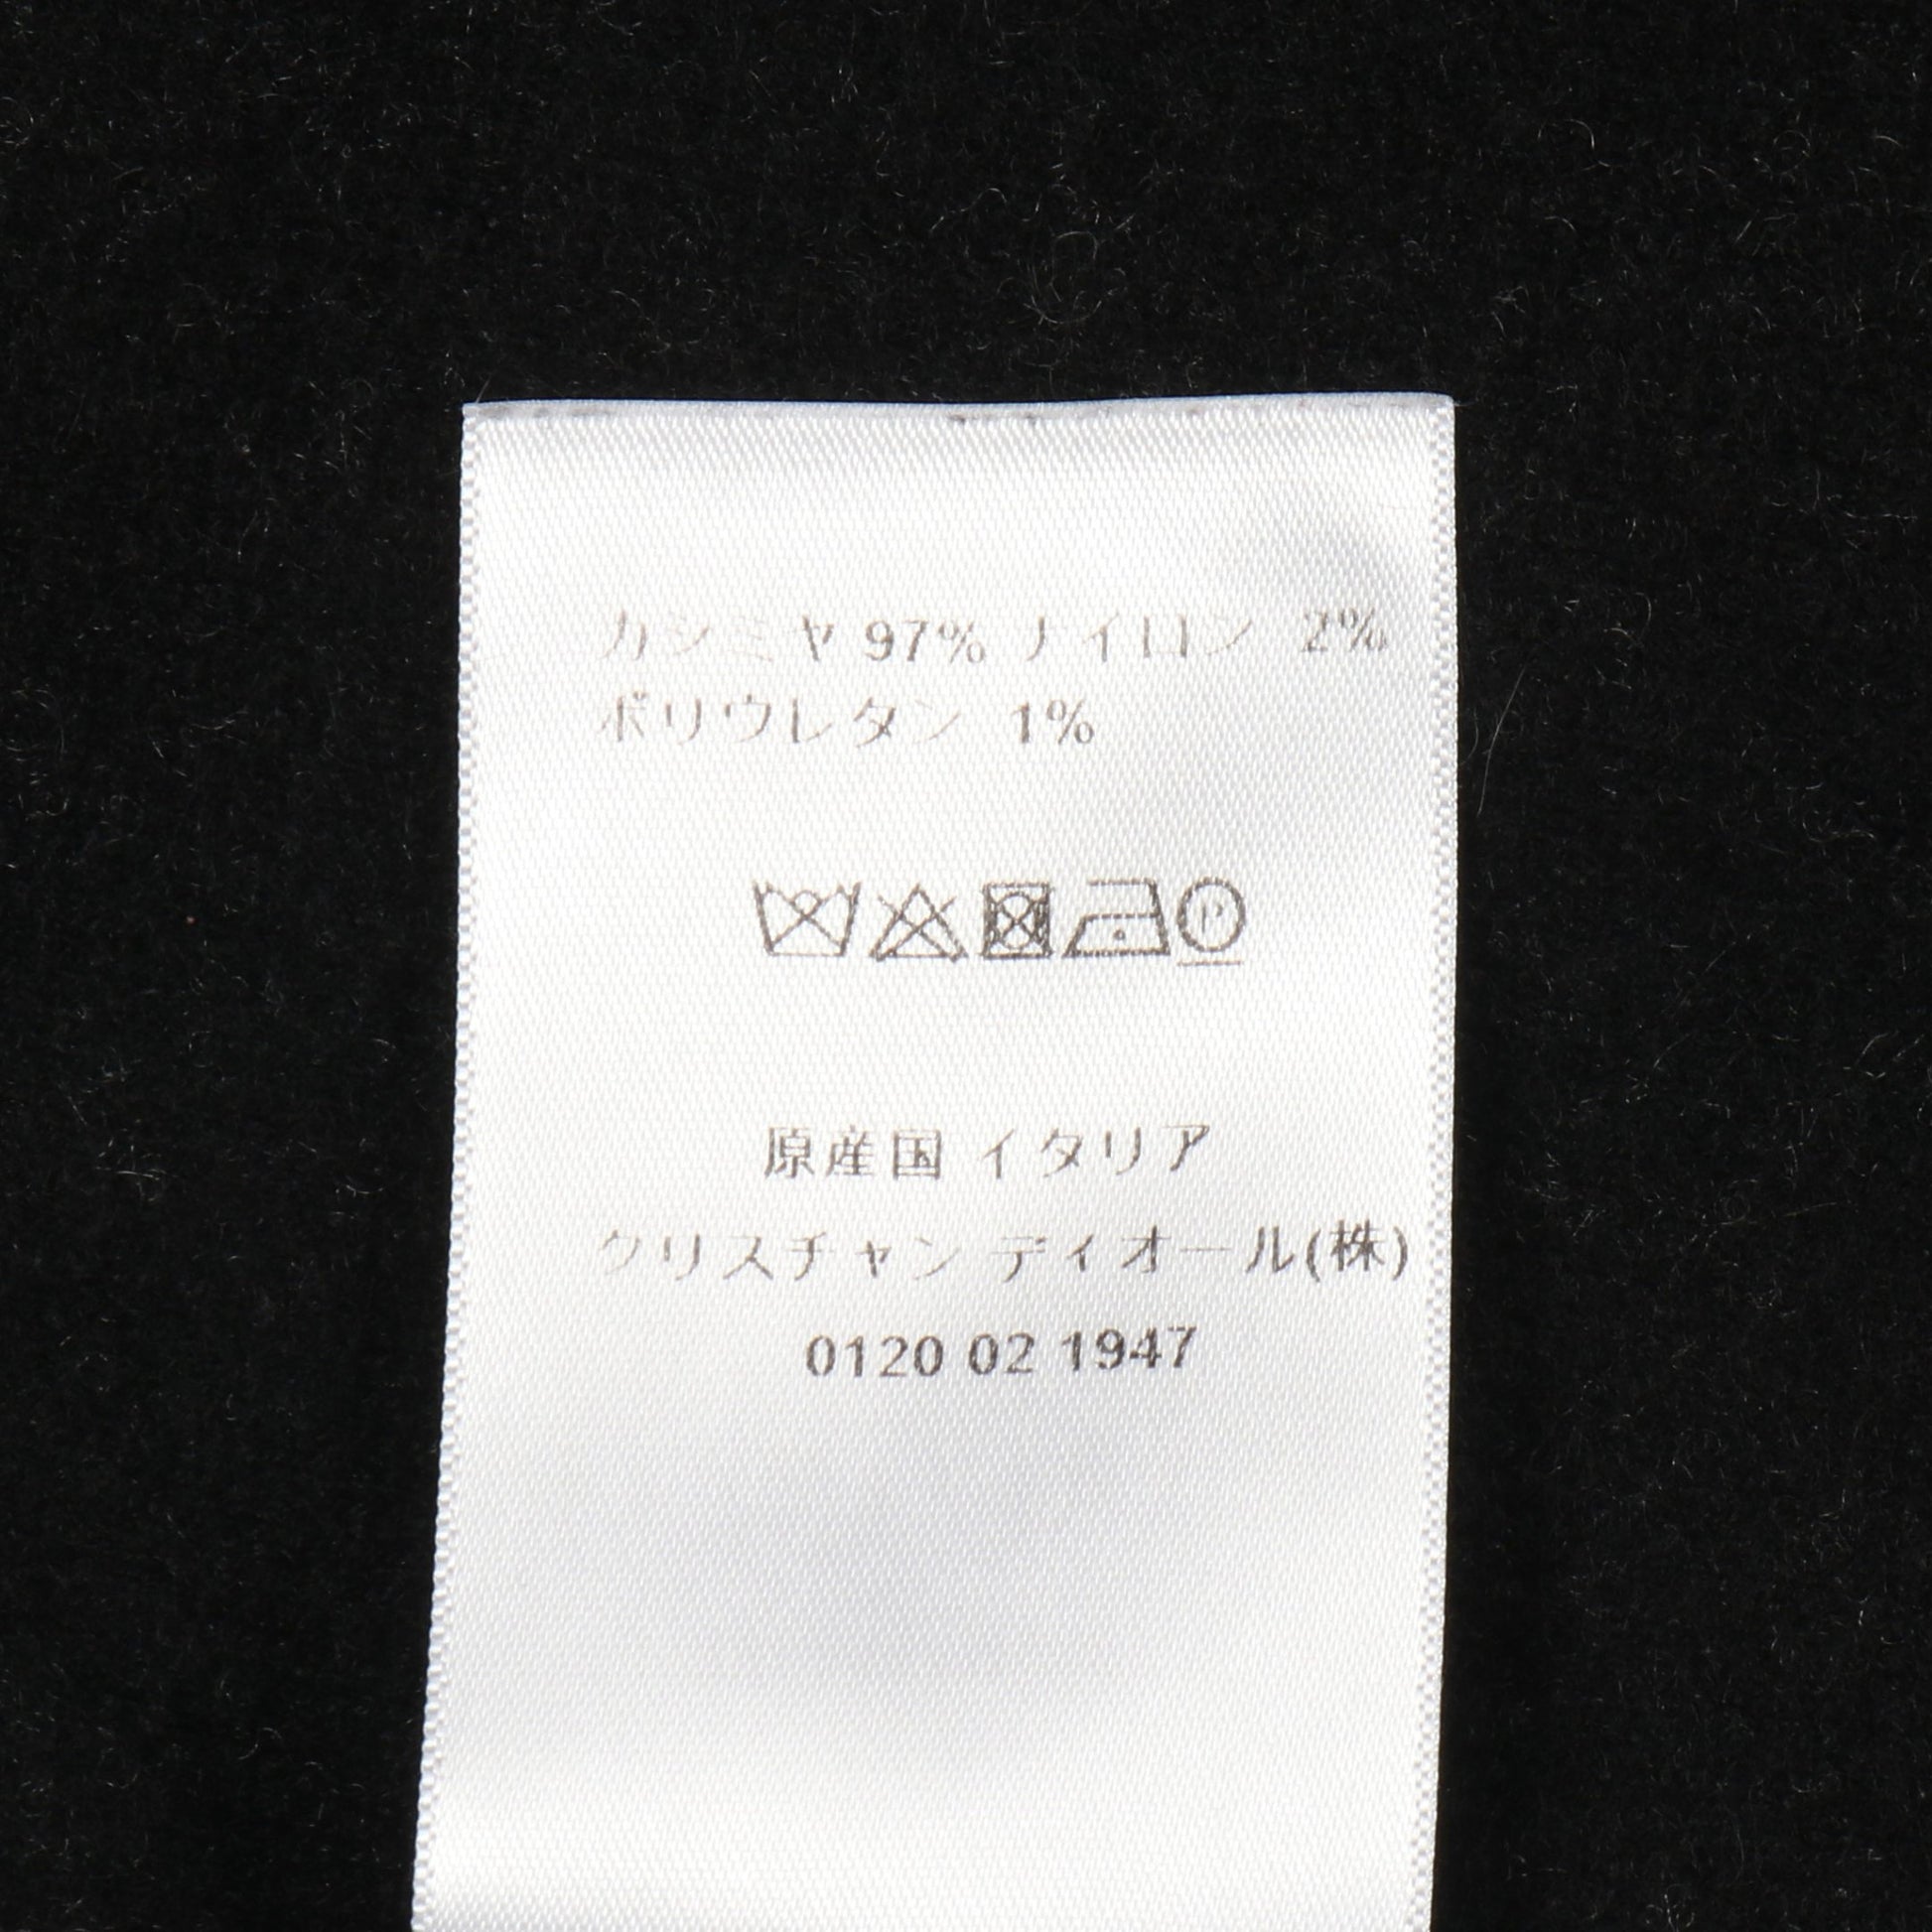 カシミヤ 97% ナイロン 2%
ポリウレタン 1%
P
原産国 イタリア
クリスチャン ディオール(株)
0120 02 1947